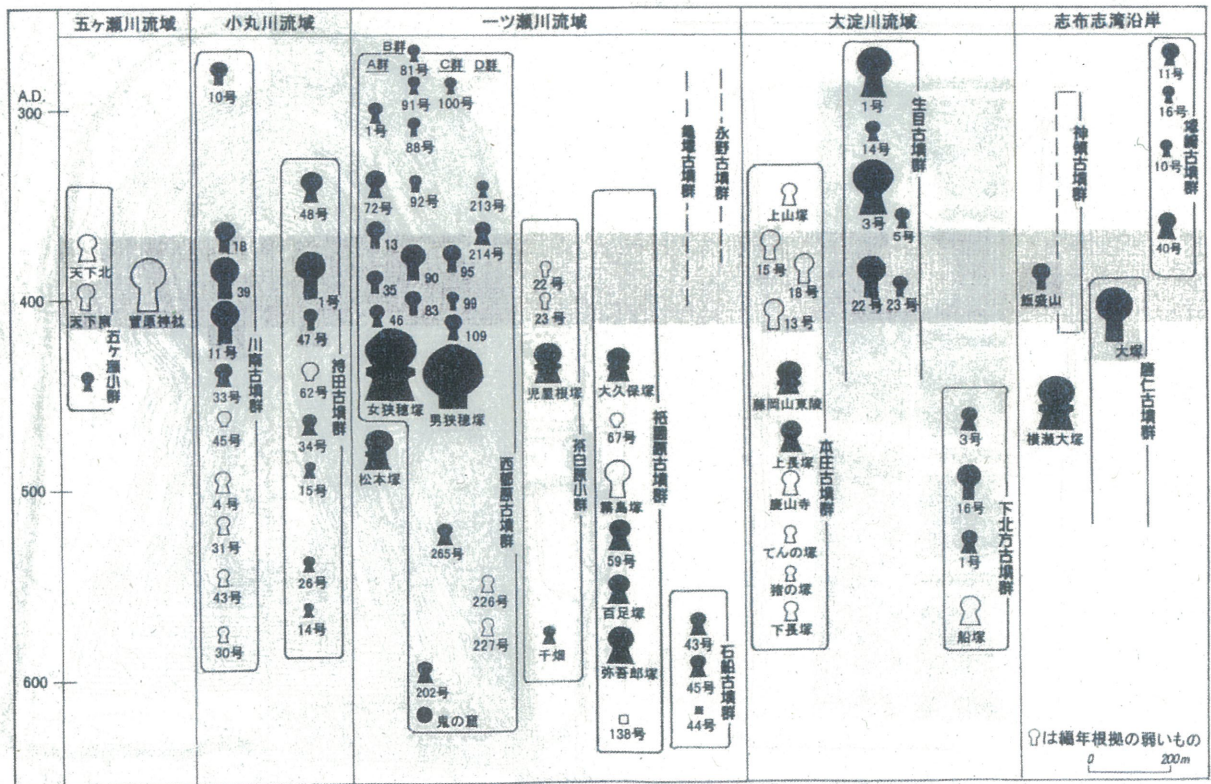 五ヶ瀬川流域
小丸川流域
一ツ瀬川流域
大淀川流域
志布志湾沿岸
A.D.
300
400
500
600
天下北
天下南
菅原神社
五ヶ瀬小群
10号
18
39
11号
33号
45号
4号
31号
43号
30号
川南古墳群
48号
1号
47号
62号
34号
15号
26号
14号
持田古墳群
A群
B群
C群
D群
81号
91号
100号
1号
88号
72号
92号
213号
13
90
95
214号
35
83
99
46
109
女狭穂塚
男狭穂塚
松本塚
265号
226号
227号
202号
鬼の窟
西都原古墳群
22号
23号
児屋根塚
千畑
茶臼原小群
大久保塚
67号
霧島塚
59号
百足塚
弥吾郎塚
138号
祇園原古墳群
亀塚古墳群
永野古墳群
43号
45号
44号
石船古墳群
上山塚
15号
18号
13号
藤岡山東陵
上長塚
慶山寺
てんの塚
猪の塚
下長塚
本庄古墳群
1号
14号
3号
5号
22号
23号
生目古墳群
3号
16号
1号
船塚
下北方古墳群
飯盛山
横瀬大塚
神領古墳群
大塚
唐仁古墳群
11号
16号
10号
40号
塚崎古墳群
は編年根拠の弱いもの
0 200m